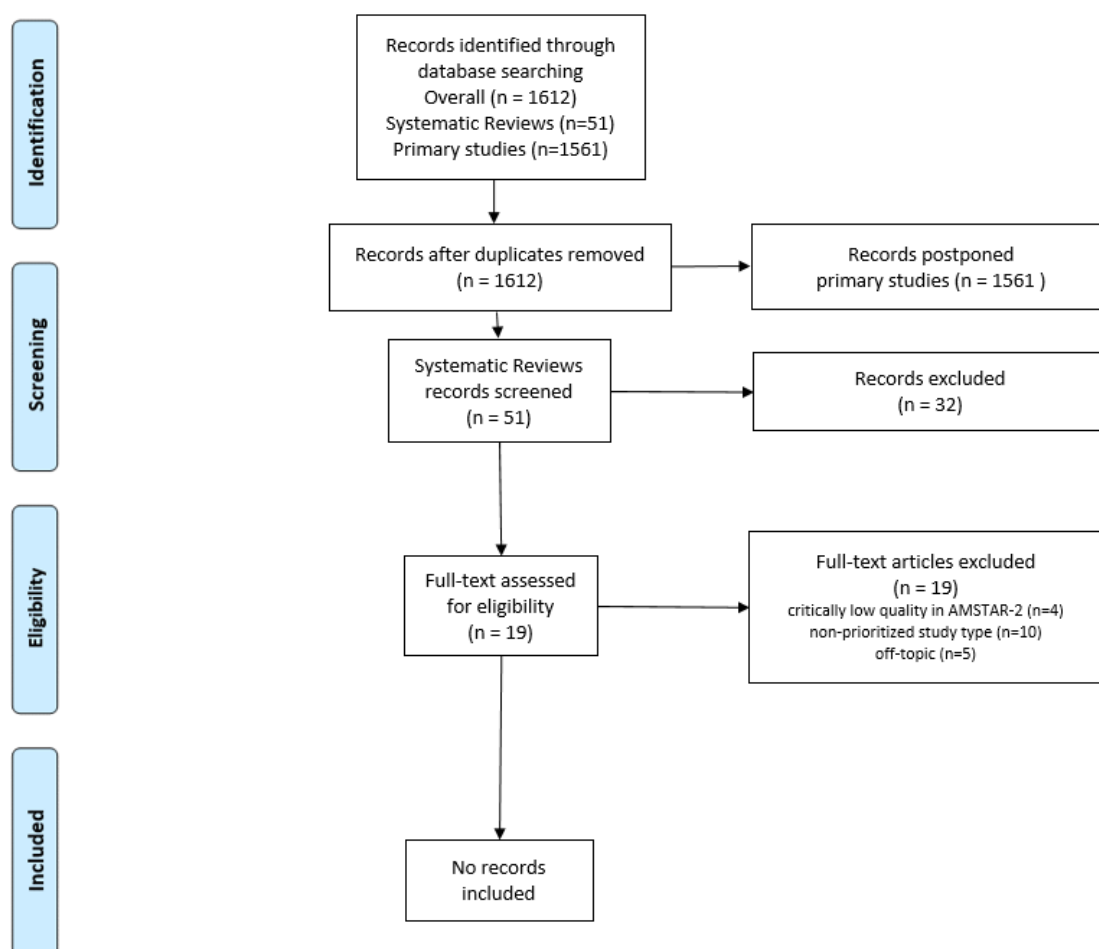 Identification
Records identified through
database searching
Overall (n = 1612)
Systematic Reviews (n=51)
Primary studies (n=1561)
Screening
Records after duplicates removed
(n = 1612)
Records postponed
primary studies (n = 1561 )
Systematic Reviews
records screened
(n = 51)
Records excluded
(n = 32)
Eligibility
Full-text assessed
for eligibility
(n = 19)
Full-text articles excluded
(n = 19)
critically low quality in AMSTAR-2 (n=4)
non-prioritized study type (n=10)
off-topic (n=5)
Included
No records
included